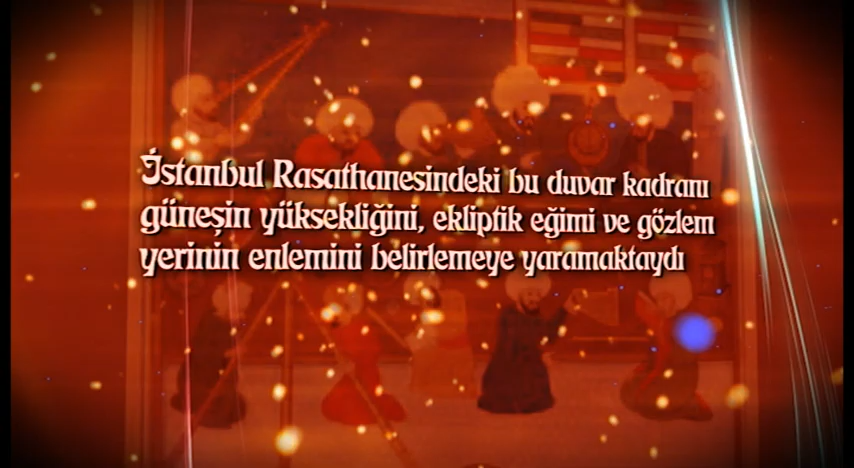 İstanbul Rasathanesindeki bu duvar kadranı
güneşin yüksekliğini, ekliptik eğimi ve gözlem
yerinin enlemini belirlemeye yaramaktaydı